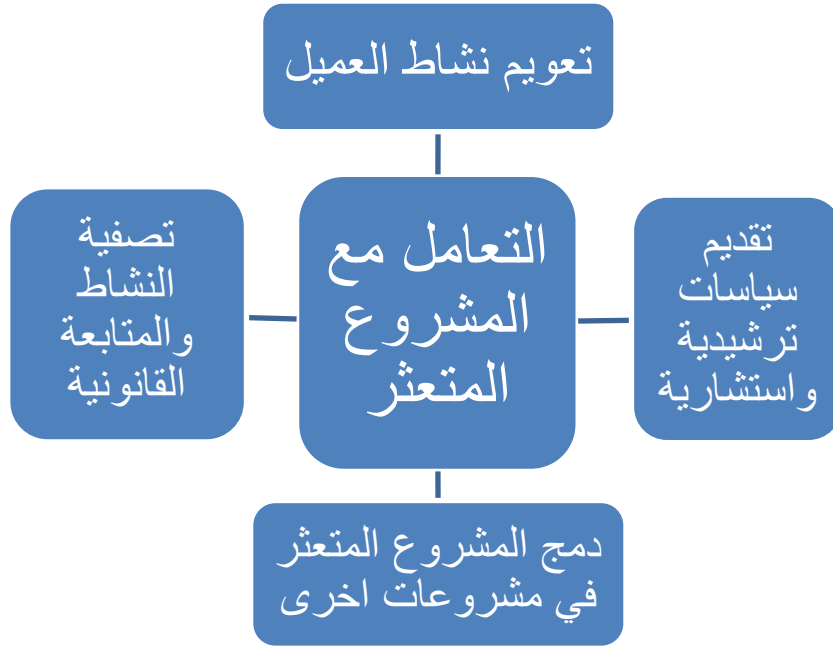 تعويم نشاط العميل
التعامل مع
المشروع
المتعثر
تقديم
سياسات
ترشيدية
واستشارية
دمج المشروع المتعثر
في مشروعات اخرى
تصفية
النشاط
والمتابعة
القانونية